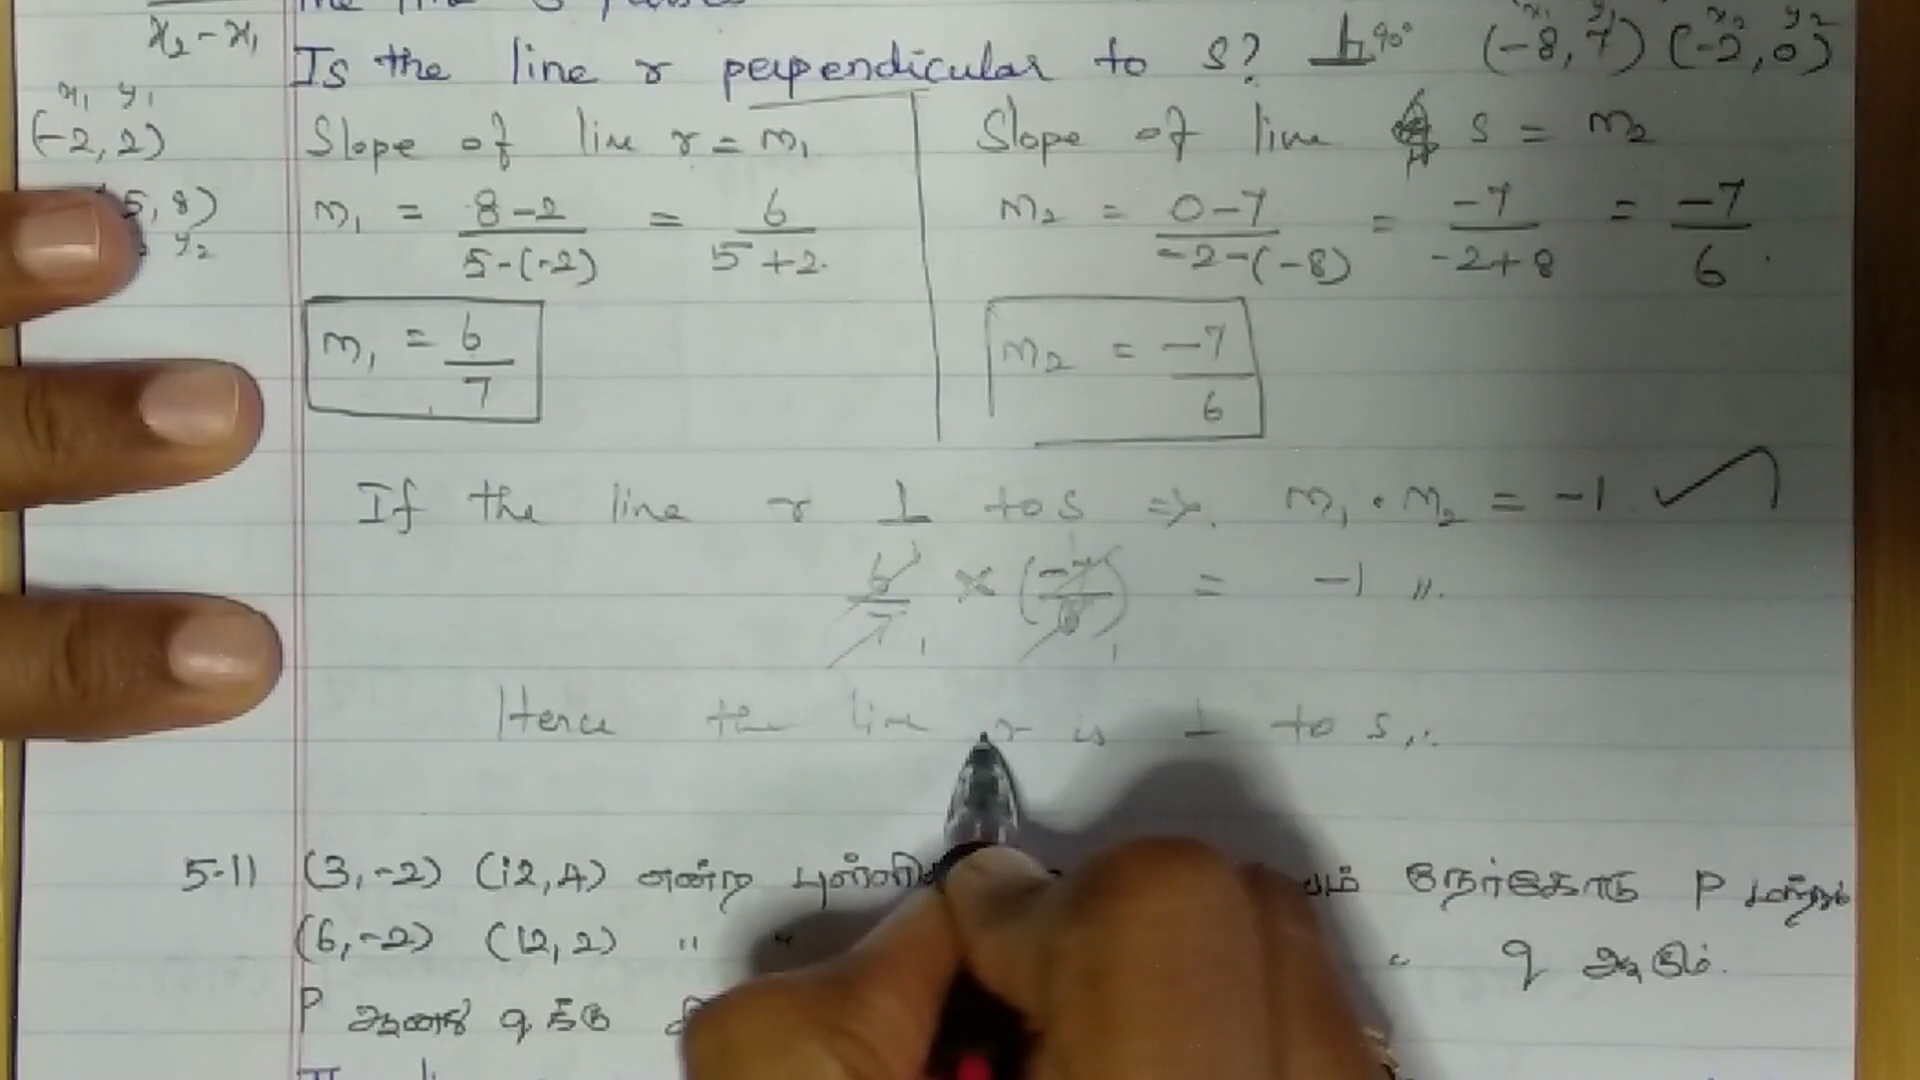 x₂ - x₁
Is the line r perpendicular to s? 90° (-8, 7) (-2, 0)
x₁ y₁ x₂ y₂
x₁ y₁
(-2, 2)
5, 8)
y₂
Slope of line r = m₁
m₁ = 8-2 / 5-(-2) = 6 / 5+2
m₁ = 6/7
Slope of line s = m₂
m₂ = 0-7 / -2-(-8) = -7 / -2+8 = -7 / 6
m₂ = -7/6
If the line r ⊥ to s ⇒ m₁ · m₂ = -1
6/7 × (-7/6) = -1 〃
Hence the line r is ⊥ to s
5.11 (3, -2) (12, 4) என்ற நேர்கோடு P மற்றும்
(6, -2) (12, 2) 〃 〃 〃 q ஆகும்.
P ஆனது q க்கு